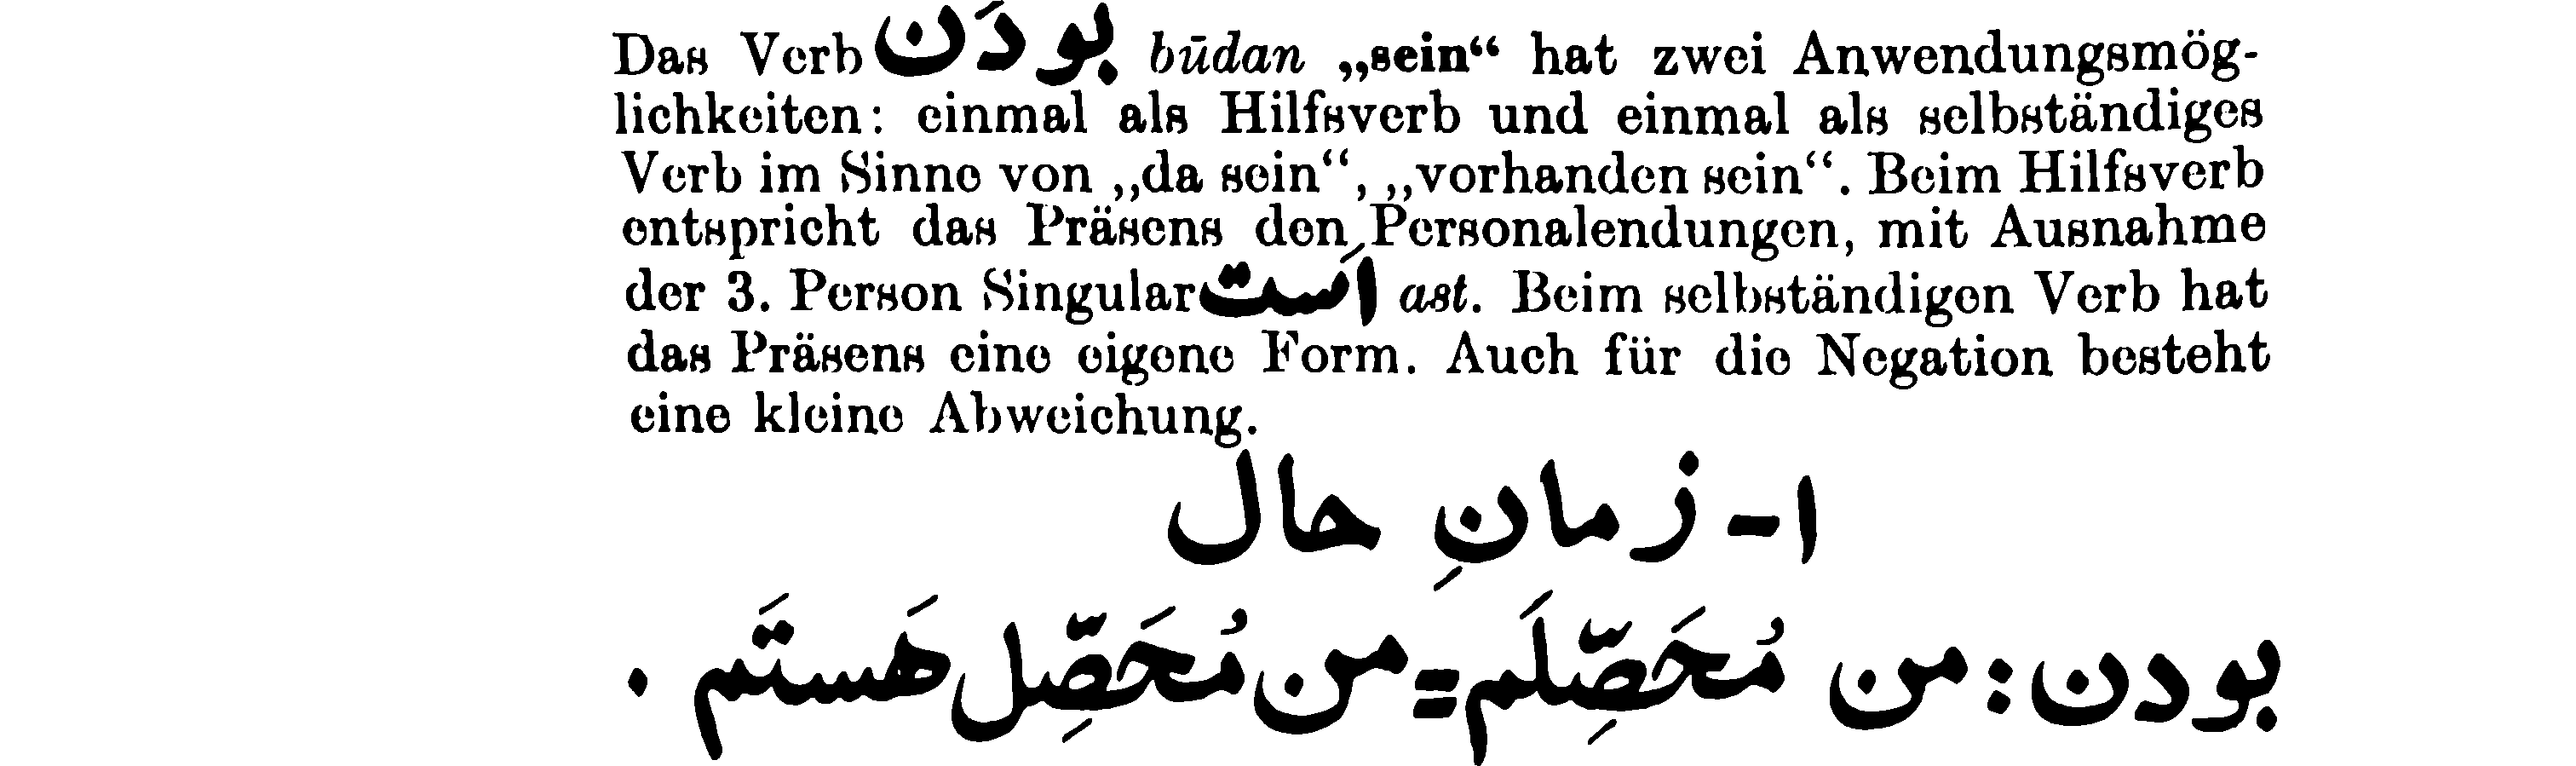 Das Verb بودَن būdan „sein“ hat zwei Anwendungsmög-
lichkeiten: einmal als Hilfsverb und einmal als selbständiges
Verb im Sinne von „da sein“, „vorhanden sein“. Beim Hilfsverb
entspricht das Präsens den Personalendungen, mit Ausnahme
der 3. Person Singular اَست ast. Beim selbständigen Verb hat
das Präsens eine eigene Form. Auch für die Negation besteht
eine kleine Abweichung.
۱- زمانِ حال
بودن: من مُحَصِّلَم = من مُحَصِّل هَستَم .